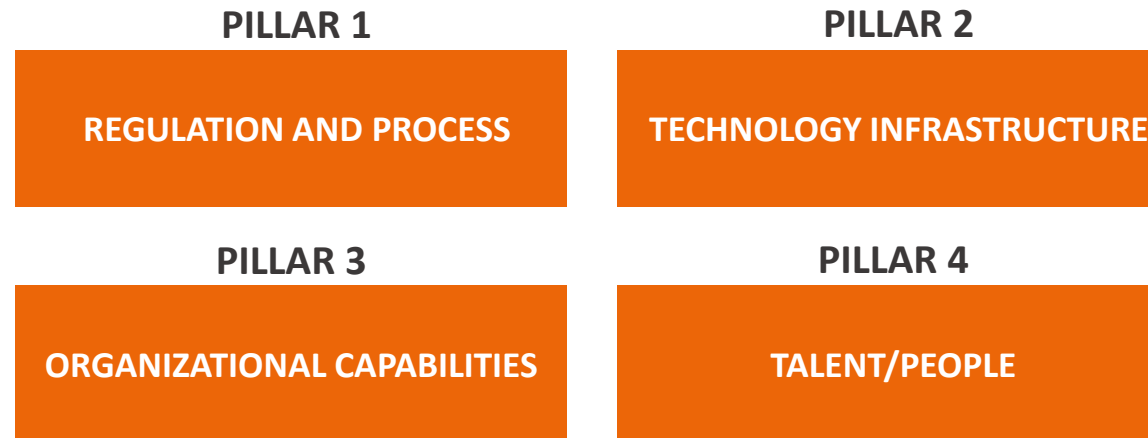 PILLAR 1
REGULATION AND PROCESS
PILLAR 2
TECHNOLOGY INFRASTRUCTURE
PILLAR 3
ORGANIZATIONAL CAPABILITIES
PILLAR 4
TALENT/PEOPLE